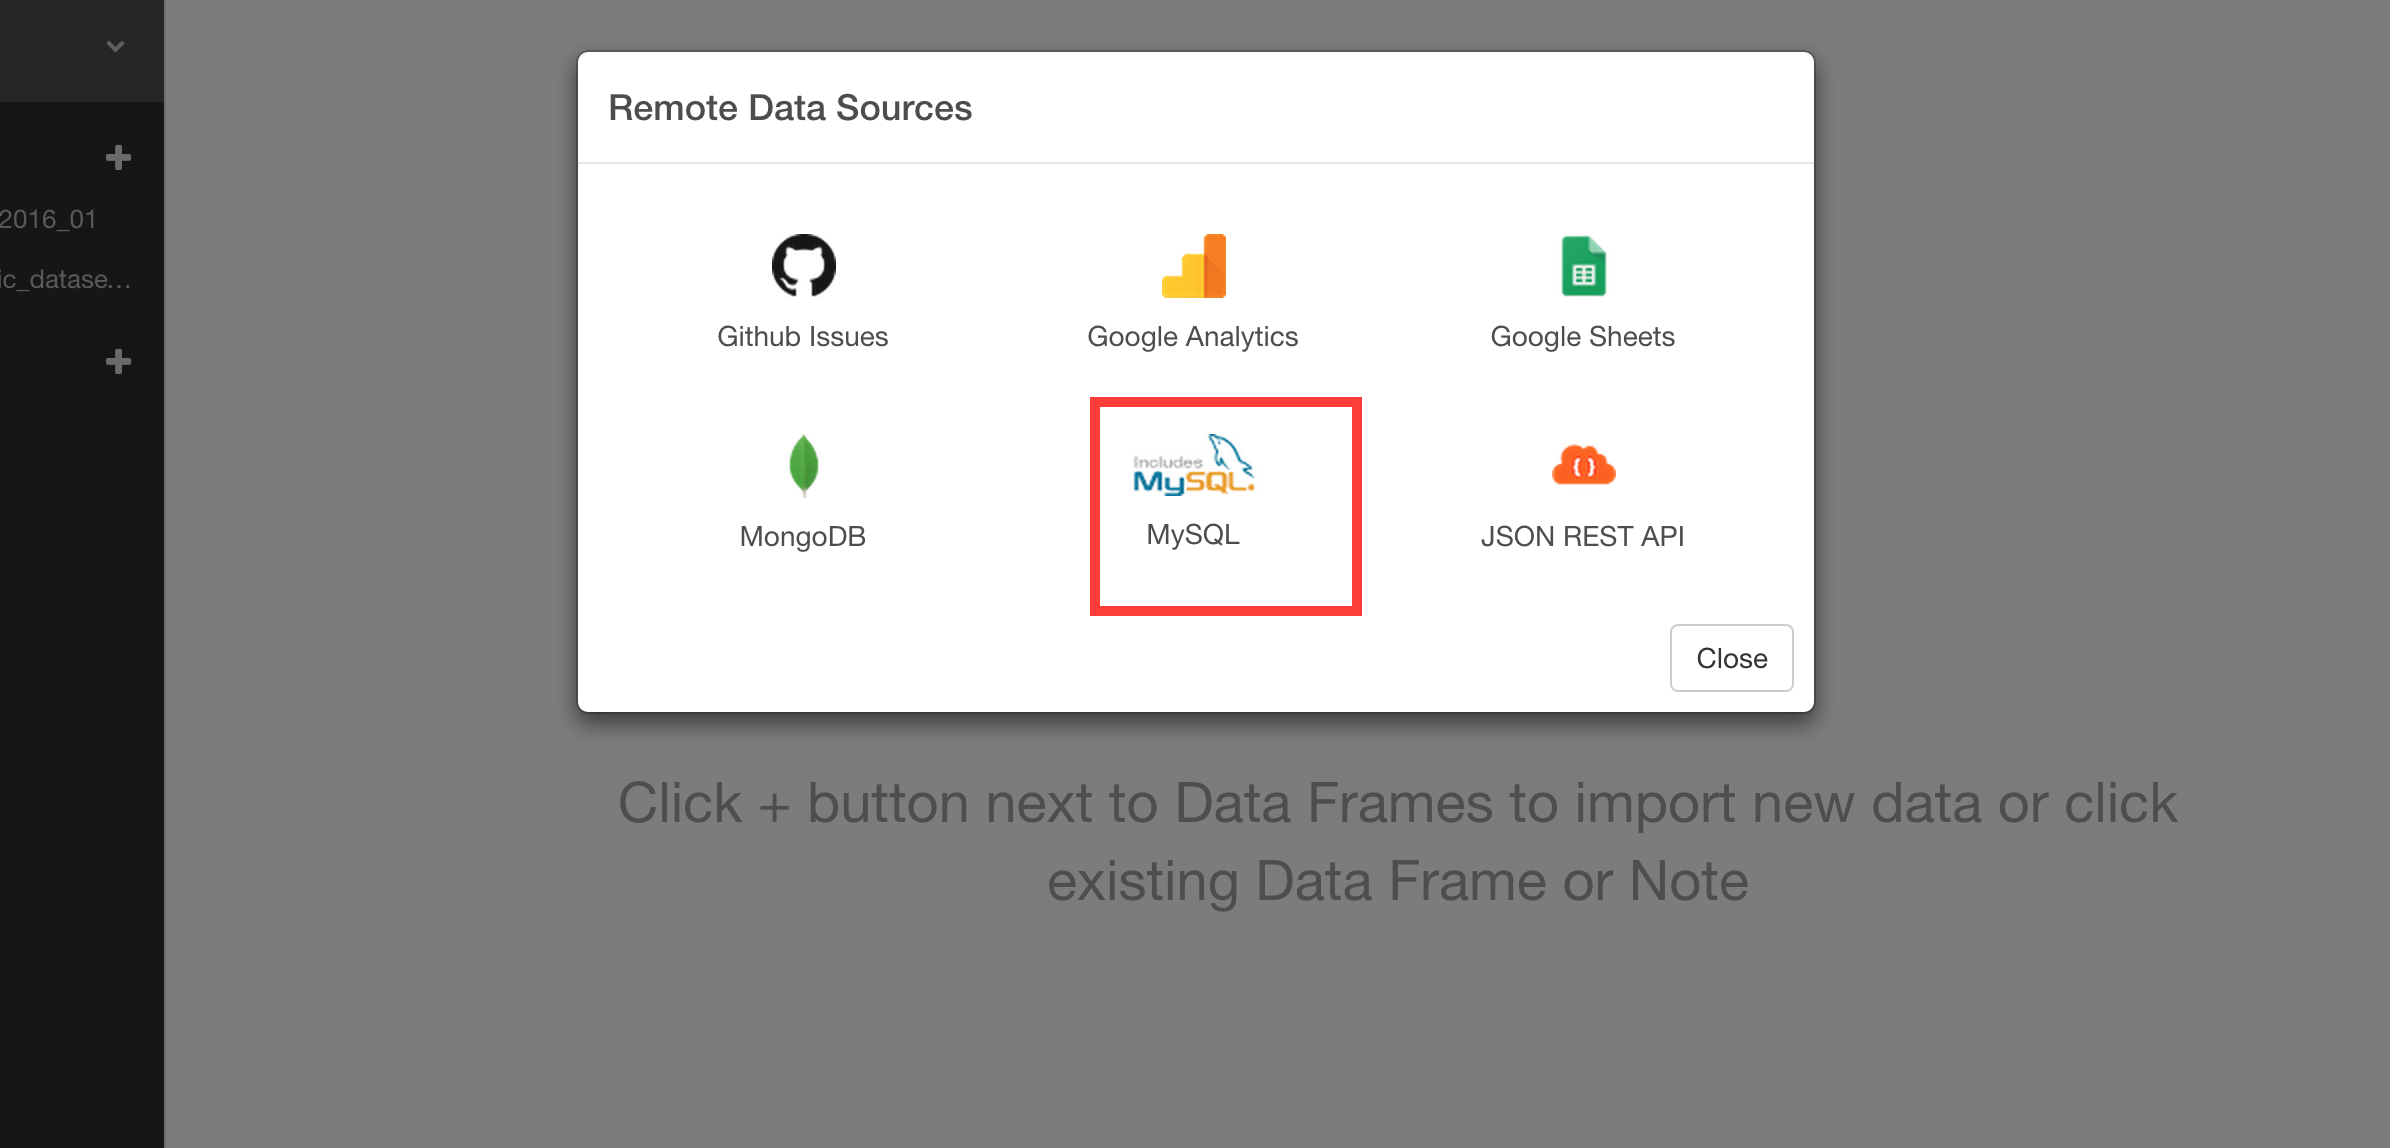 Remote Data Sources
2016_01
ic_datase...
Github Issues
Google Analytics
Google Sheets
Includes
MySQL
MongoDB
MySQL
JSON REST API
Close
Click + button next to Data Frames to import new data or click
existing Data Frame or Note